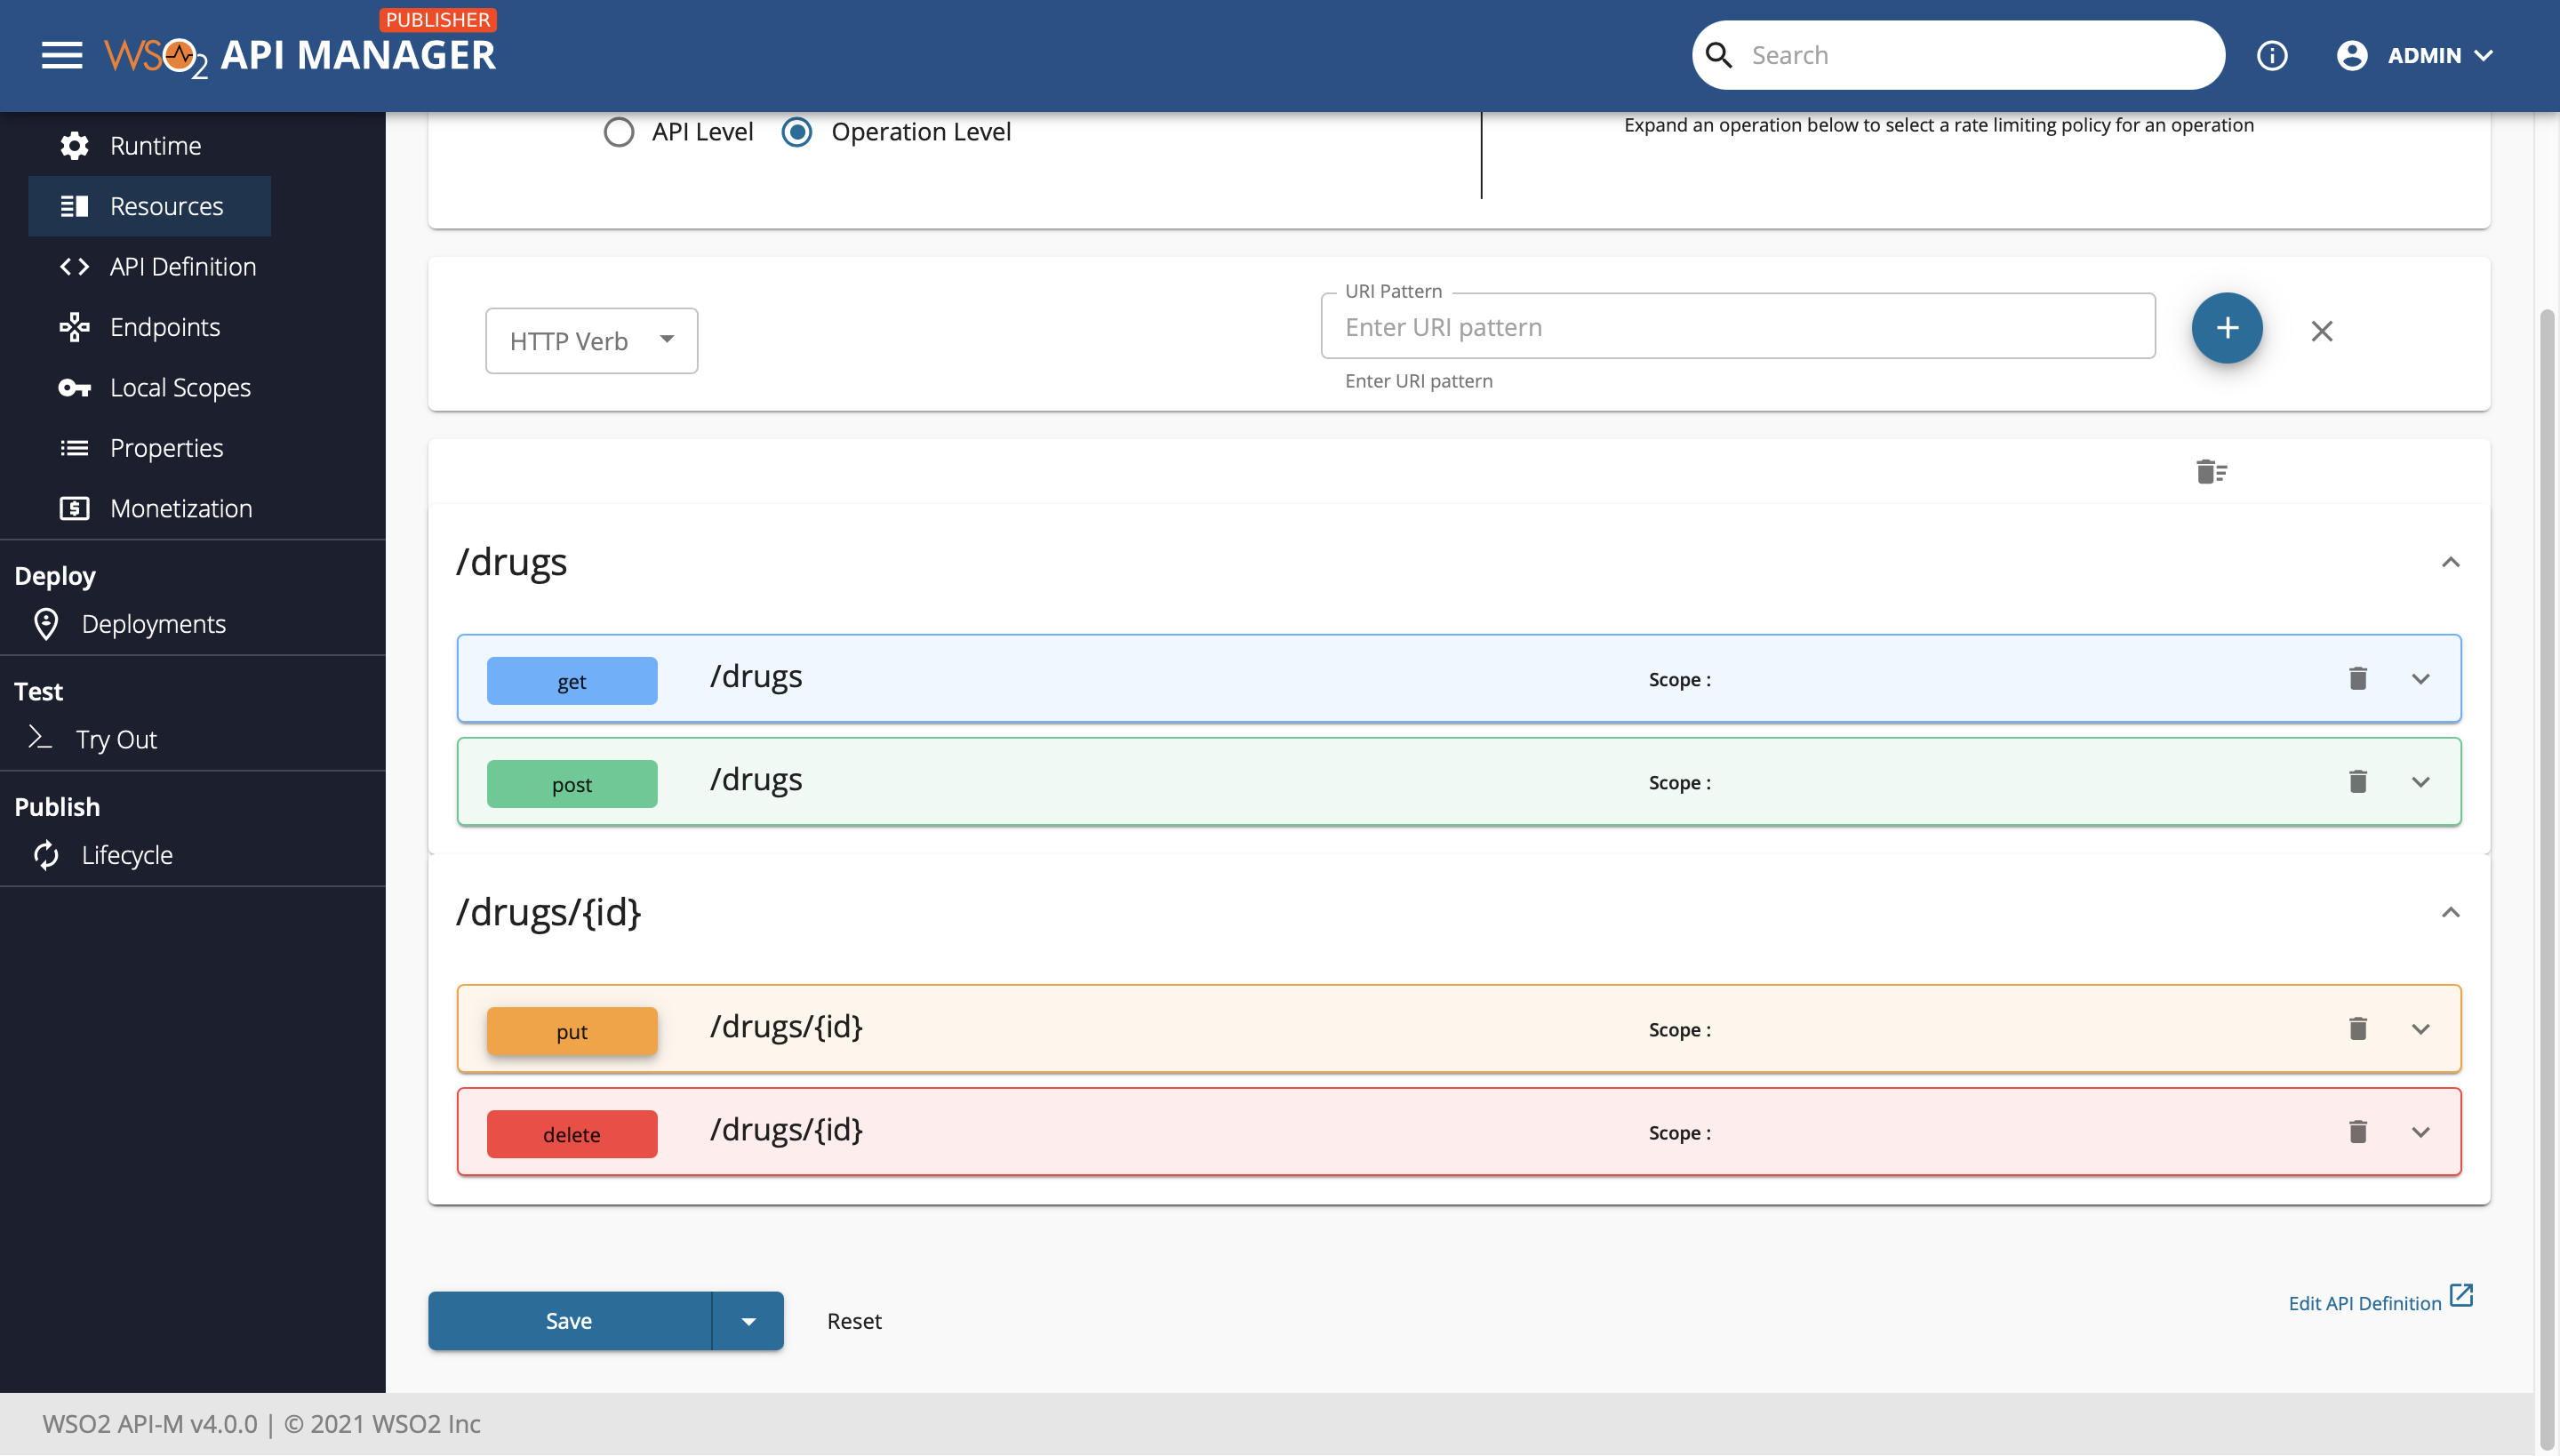 PUBLISHER
WSO2 API MANAGER
Search
ADMIN
Runtime
Resources
API Definition
Endpoints
Local Scopes
Properties
Monetization
Deploy
Deployments
Test
Try Out
Publish
Lifecycle
API Level
Operation Level
Expand an operation below to select a rate limiting policy for an operation
HTTP Verb
URI Pattern
Enter URI pattern
Enter URI pattern
/drugs
get /drugs Scope :
post /drugs Scope :
/drugs/{id}
put /drugs/{id} Scope :
delete /drugs/{id} Scope :
Save
Reset
Edit API Definition
WSO2 API-M v4.0.0 | © 2021 WSO2 Inc